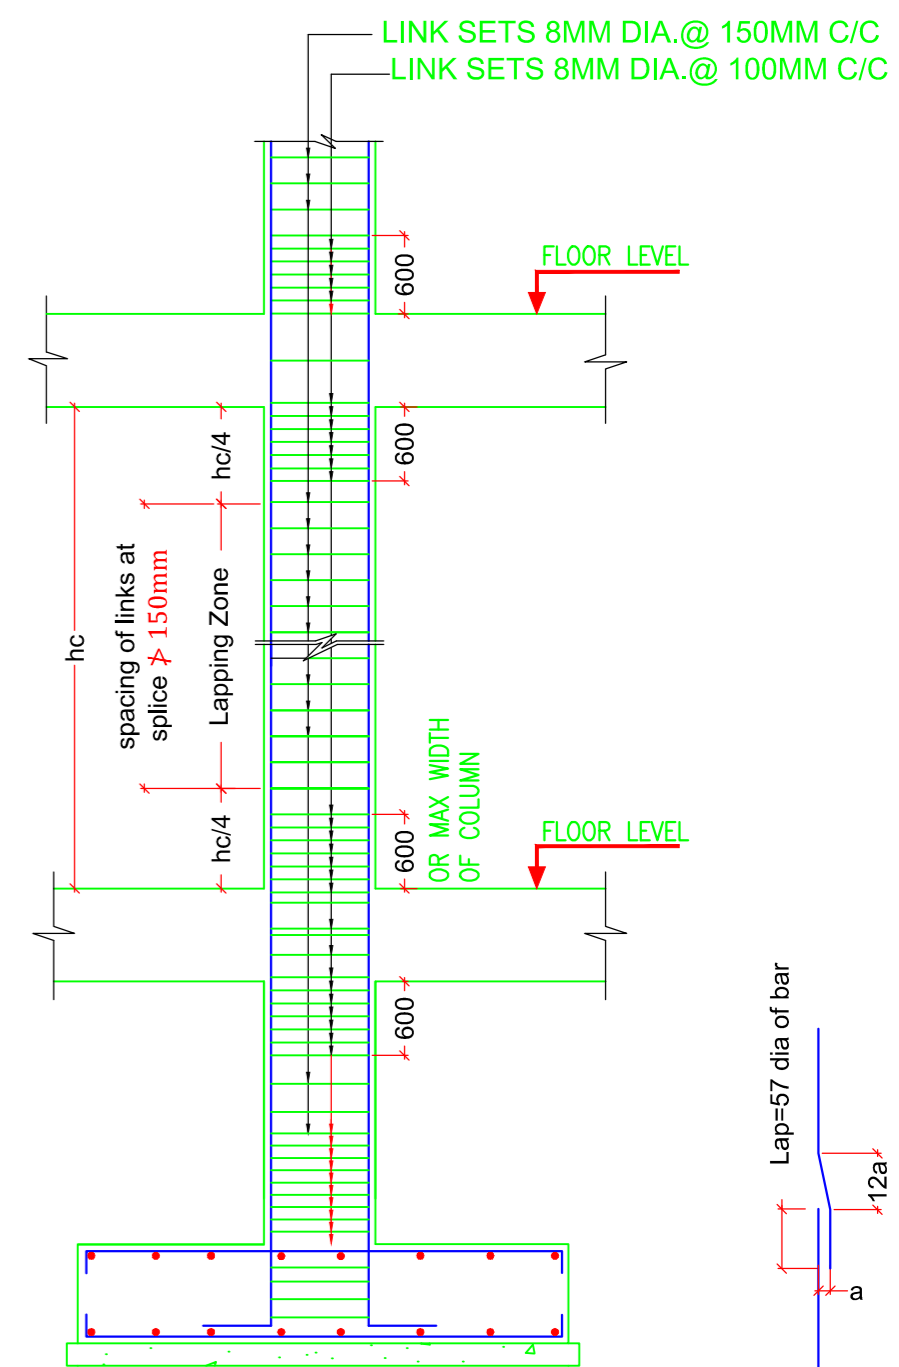 LINK SETS 8MM DIA.@ 150MM C/C
LINK SETS 8MM DIA.@ 100MM C/C
600
FLOOR LEVEL
hc/4
600
hc
spacing of links at
splice ≯ 150mm
Lapping Zone
hc/4
600
OR MAX WIDTH
OF COLUMN
FLOOR LEVEL
600
Lap=57 dia of bar
12a
a